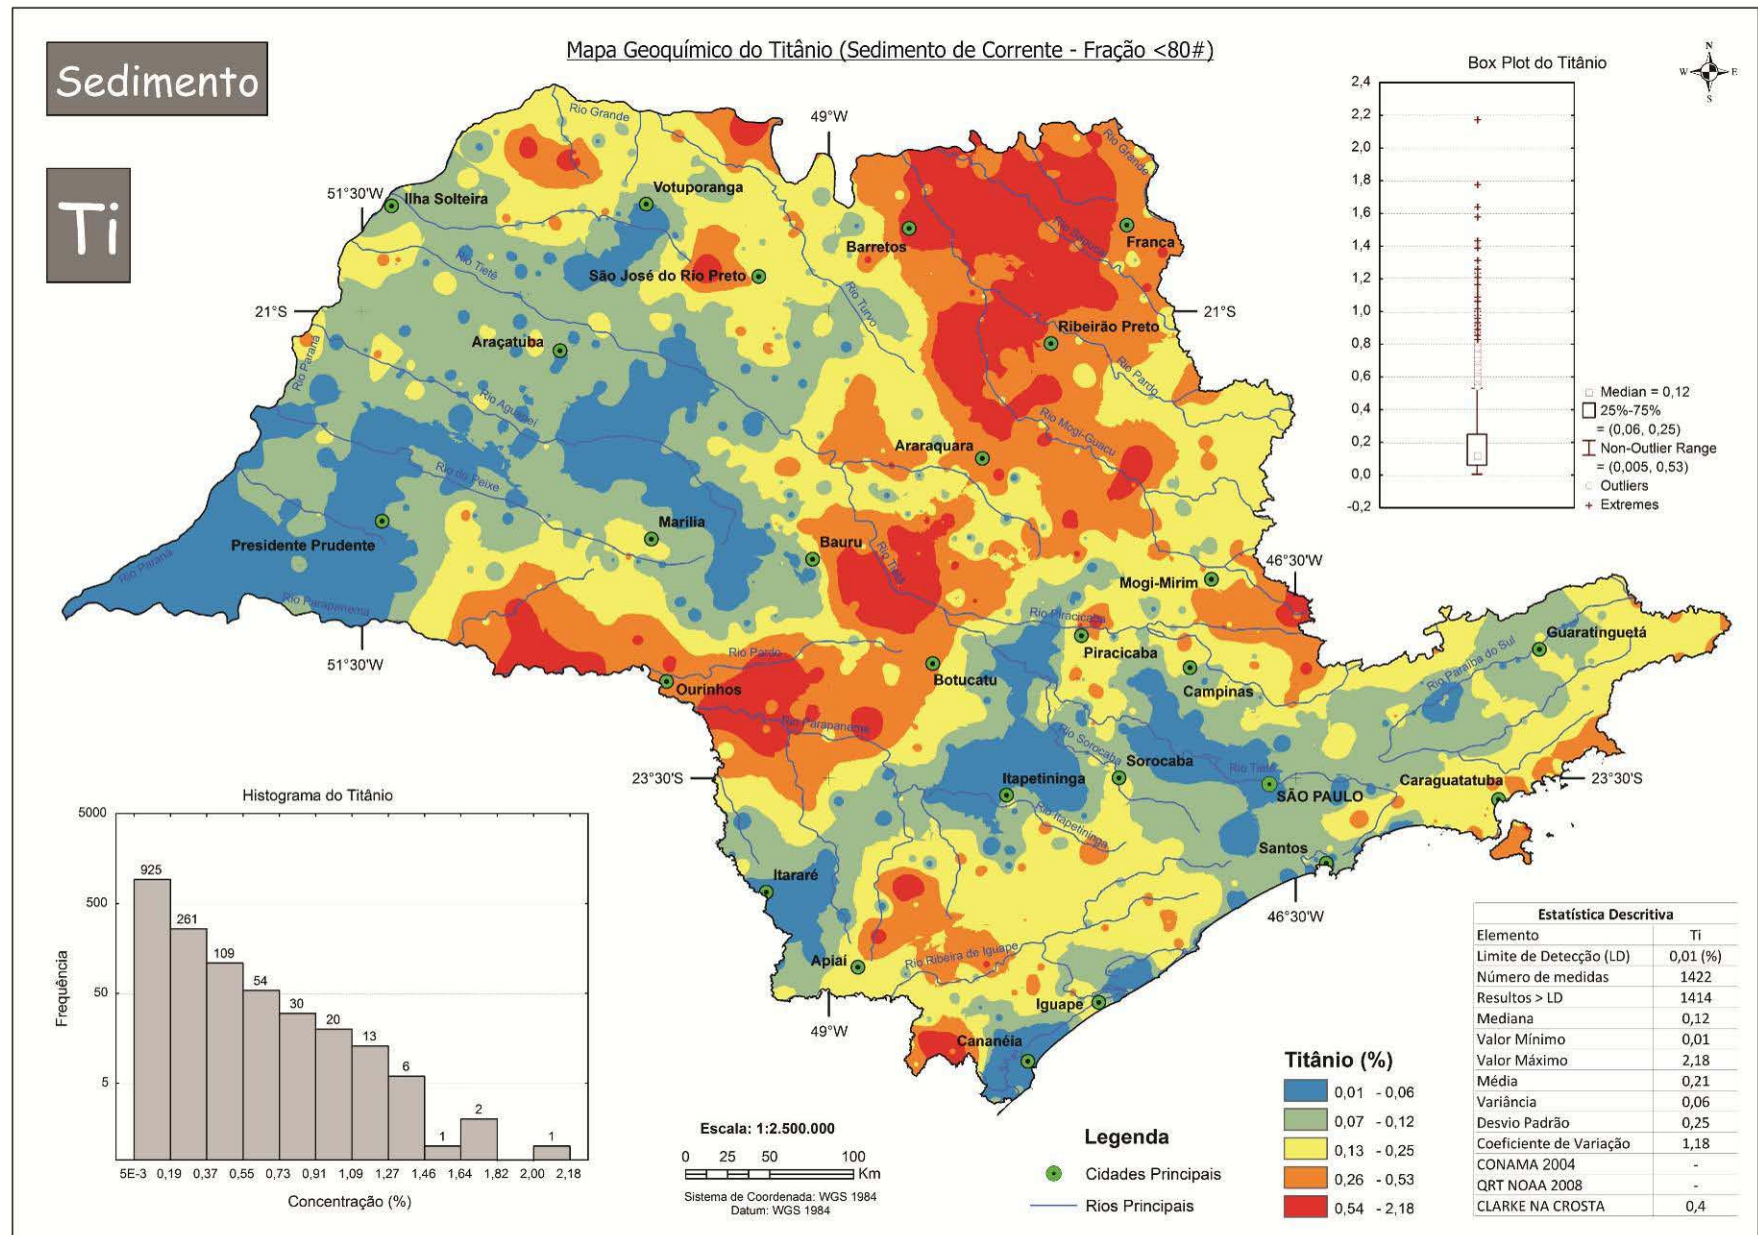 Sedimento
Ti
Mapa Geoquímico do Titânio (Sedimento de Corrente - Fração <80#)
N
W E
S
49°W
51°30'W
21°S
21°S
46°30'W
51°30'W
23°30'S
23°30'S
46°30'W
49°W
Rio Grande
Rio Grande
Ilha Solteira
Votuporanga
Barretos
Franca
Rio Sapucaí
São José do Rio Preto
Rio Tietê
Rio Turvo
Araçatuba
Ribeirão Preto
Rio Pardo
Rio Paraná
Rio Aguapeí
Rio Mogi-Guaçu
Araraquara
Rio do Peixe
Marília
Presidente Prudente
Bauru
Rio Tietê
Rio Paraná
Rio Parapanema
Mogi-Mirim
Rio Piracicaba
Piracicaba
Guaratinguetá
Rio Paraíba do Sul
Rio Pardo
Botucatu
Campinas
Ourinhos
Rio Parapanema
Rio Sorocaba
Sorocaba
Rio Tietê
Itapetininga
SÃO PAULO
Caraguatatuba
Rio Itapetininga
Santos
Itararé
Apiaí
Rio Ribeira de Iguape
Iguape
Cananéia
Box Plot do Titânio
2,4
2,2
2,0
1,8
1,6
1,4
1,2
1,0
0,8
0,6
0,4
0,2
0,0
-0,2
Median = 0,12
25%-75%
= (0,06, 0,25)
Non-Outlier Range
= (0,005, 0,53)
Outliers
Extremes
Histograma do Titânio
5000
500
50
5
Frequência
925
261
109
54
30
20
13
6
1
2
1
5E-3 0,19 0,37 0,55 0,73 0,91 1,09 1,27 1,46 1,64 1,82 2,00 2,18
Concentração (%)
Escala: 1:2.500.000
0 25 50 100
Km
Sistema de Coordenada: WGS 1984
Datum: WGS 1984
Legenda
Cidades Principais
Rios Principais
Titânio (%)
0,01 - 0,06
0,07 - 0,12
0,13 - 0,25
0,26 - 0,53
0,54 - 2,18
Estatística Descritiva
Elemento Ti
Limite de Detecção (LD) 0,01 (%)
Número de medidas 1422
Resultos > LD 1414
Mediana 0,12
Valor Mínimo 0,01
Valor Máximo 2,18
Média 0,21
Variância 0,06
Desvio Padrão 0,25
Coeficiente de Variação 1,18
CONAMA 2004 -
QRT NOAA 2008 -
CLARKE NA CROSTA 0,4